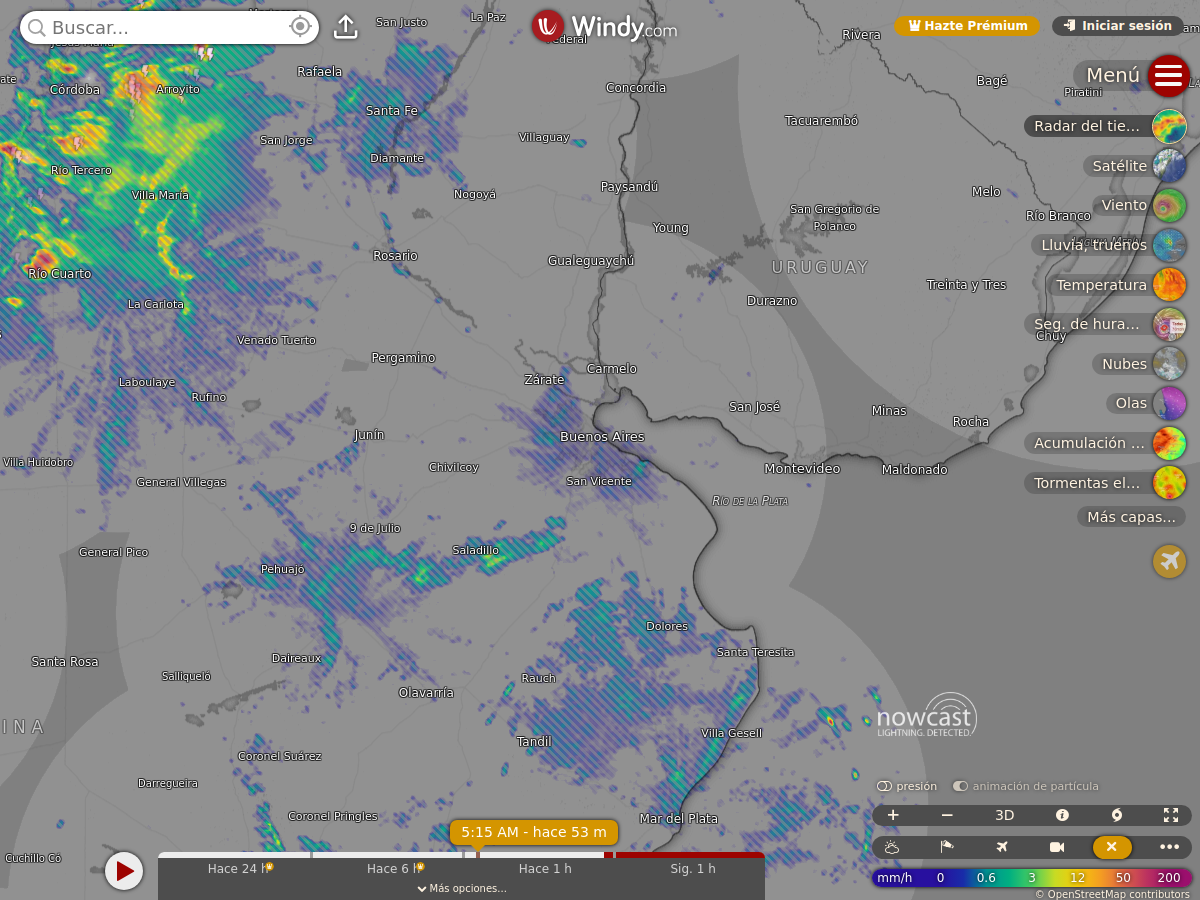 Buscar...
San Justo
La Paz
Federal
Windy.com
Rivera
Hazte Prémium
Iniciar sesión
Jesús María
Rafaela
Córdoba
Arroyito
Concordia
Bagé
Menú
Piratini
Santa Fe
Tacuarembó
Radar del tie...
San Jorge
Villaguay
Diamante
Satélite
Río Tercero
Villa María
Nogoyá
Paysandú
Melo
Viento
San Gregorio de
Polanco
Río Branco
Young
Lluvia, truenos
Rosario
Gualeguaychú
URUGUAY
Río Cuarto
Treinta y Tres
Temperatura
La Carlota
Durazno
Seg. de hura...
Chuy
Venado Tuerto
Pergamino
Carmelo
Nubes
Laboulaye
Rufino
Zárate
San José
Minas
Olas
Rocha
Junín
Buenos Aires
Acumulación ...
Villa Huidobro
Chivilcoy
Montevideo
Maldonado
General Villegas
San Vicente
Tormentas el...
Río de la Plata
Más capas...
9 de Julio
General Pico
Saladillo
Pehuajó
Dolores
Santa Rosa
Daireaux
Santa Teresita
Salliqueló
Rauch
Olavarría
INA
nowcast
LIGHTNING. DETECTED.
Villa Gesell
Tandil
Coronel Suárez
Darregueira
presión
animación de partícula
Coronel Pringles
Mar del Plata
3D
5:15 AM - hace 53 m
Cuchillo Có
Hace 24 h
Hace 6 h
Hace 1 h
Sig. 1 h
Más opciones...
mm/h 0 0.6 3 12 50 200
© OpenStreetMap contributors